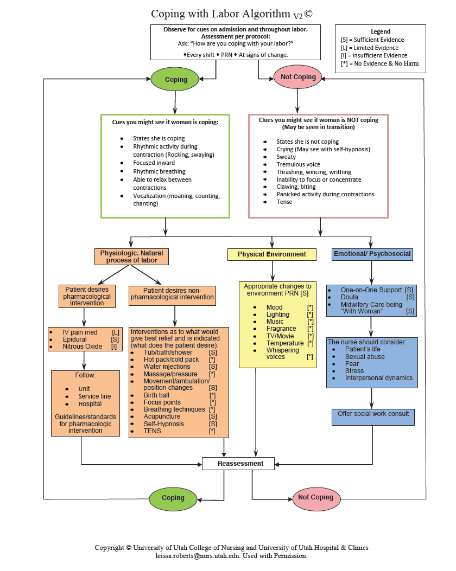 Coping with Labor Algorithm V2©
Observe for cues on admission and throughout labor.
Assessment per protocol:
Ask: "How are you coping with your labor?"
♦Every shift ♦ PRN ♦ At signs of change.
Legend
[S] = Sufficient Evidence
[L] = Limited Evidence
[I] = Insufficient Evidence
[*] = No Evidence & No Harm
Coping
Not Coping
Cues you might see if woman is coping:
• States she is coping
• Rhythmic activity during
contraction (Rocking, swaying)
• Focused inward
• Rhythmic breathing
• Able to relax between
contractions
• Vocalization (moaning, counting,
chanting)
Cues you might see if woman is NOT coping
(May be seen in transition)
• States she is not coping
• Crying (May see with self-hypnosis)
• Sweaty
• Tremulous voice
• Thrashing, wincing, writhing
• Inability to focus or concentrate
• Clawing, biting
• Panicked activity during contractions
• Tense
Physiologic. Natural
process of labor
Physical Environment
Emotional/ Psychosocial
Patient desires
pharmacological
intervention
Patient desires non-
pharmacological intervention
• IV pain med [L]
• Epidural [S]
• Nitrous Oxide [I]
Follow:
• Unit
• Service line
• Hospital
Guidelines/standards
for pharmacologic
intervention
Interventions as to what would
give best relief and is indicated
(what does the patient desire):
• Tub/bath/shower [S]
• Hot pack/cold pack [*]
• Water injections [S]
• Massage/pressure [*]
• Movement/ambulation/
position changes [S]
• Birth ball [*]
• Focus points [*]
• Breathing techniques [*]
• Acupuncture [S]
• Self-Hypnosis [S]
• TENS [*]
Appropriate changes to
environment PRN [S]
• Mood [*]
• Lighting [*]
• Music [*]
• Fragrance [*]
• TV/Movie [*]
• Temperature [*]
• Whispering
voices [*]
• One-on-One Support [S]
• Doula [S]
• Midwifery Care being
"With Woman" [S]
The nurse should consider:
• Patient's life
• Sexual abuse
• Fear
• Stress
• Interpersonal dynamics
Offer social work consult
Reassessment
Coping
Not Coping
Copyright © University of Utah College of Nursing and University of Utah Hospital & Clinics
leissa.roberts@nurs.utah.edu. Used with Permission.